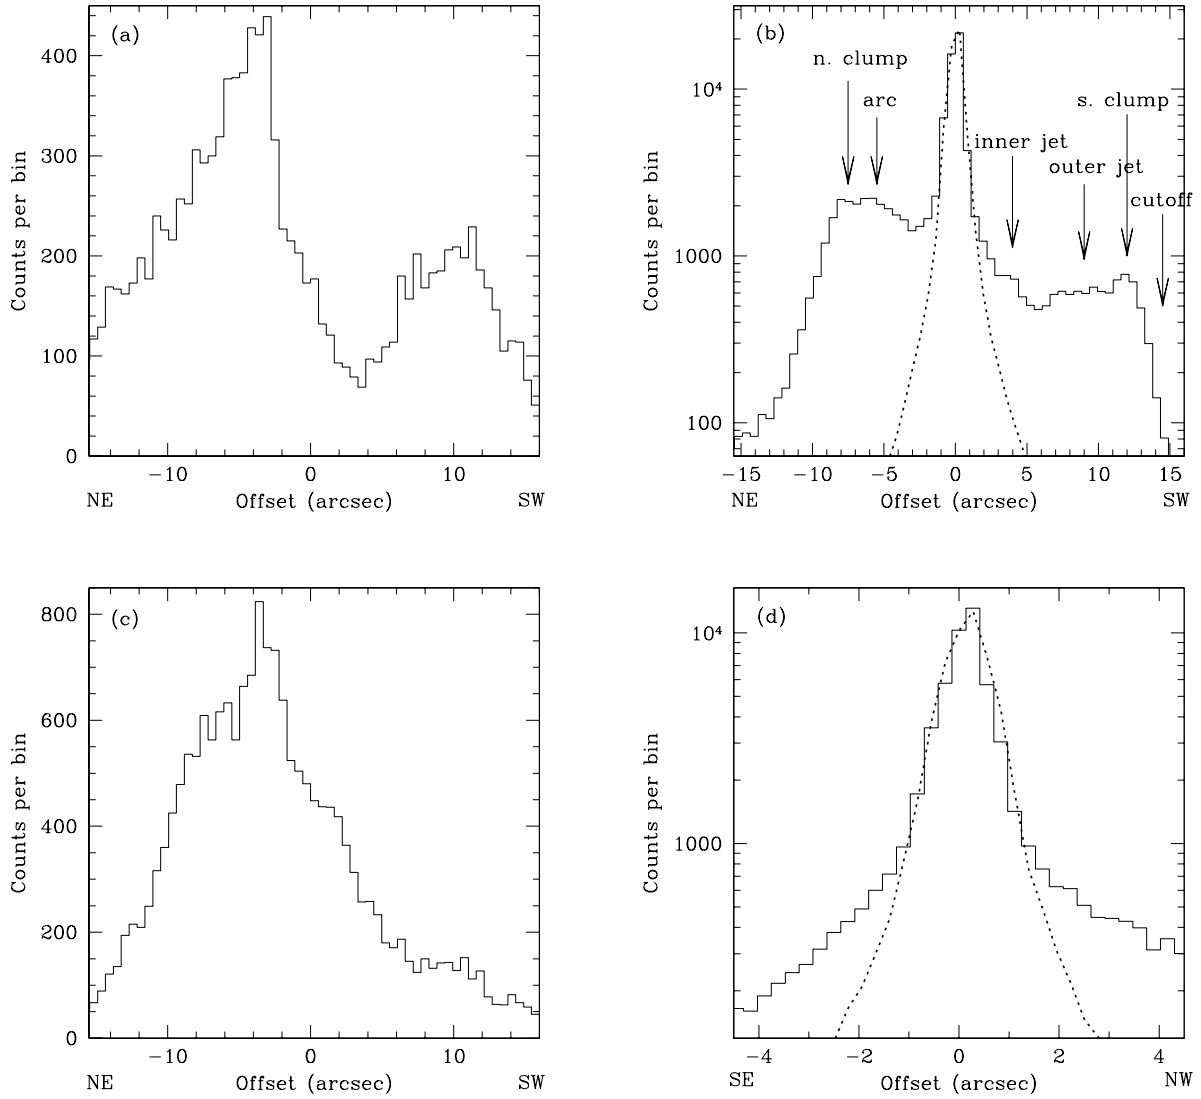 (a)
400
300
200
100
0
Counts per bin
−10 0 10
NE Offset (arcsec) SW
(b)
n. clump
arc
inner jet
outer jet
s. clump
cutoff
10⁴
1000
100
Counts per bin
−15 −10 −5 0 5 10 15
NE Offset (arcsec) SW
(c)
800
600
400
200
0
Counts per bin
−10 0 10
NE Offset (arcsec) SW
(d)
10⁴
1000
Counts per bin
−4 −2 0 2 4
SE Offset (arcsec) NW